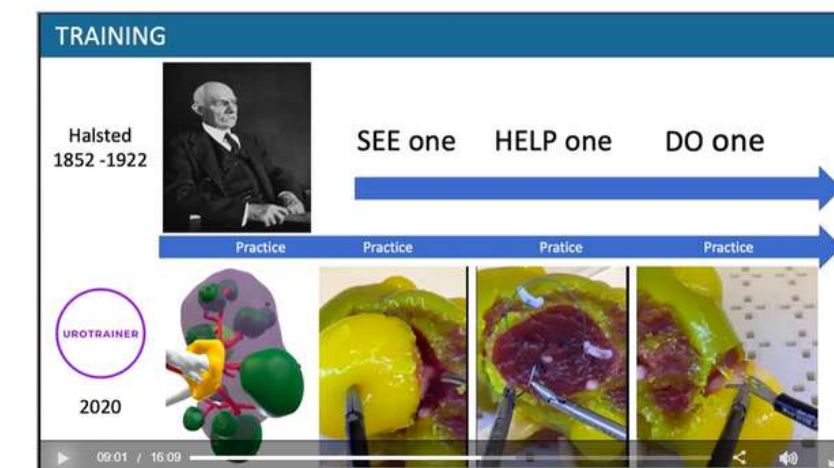 TRAINING
Halsted
1852 -1922
SEE one HELP one DO one
Practice Practice Pratice Practice
UROTRAINER
2020
09:01 / 16:09